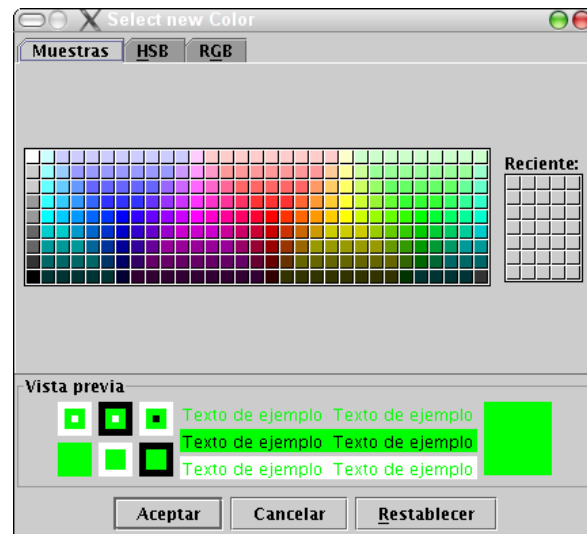 Select new Color
Muestras HSB RGB
Reciente:
Vista previa
Texto de ejemplo Texto de ejemplo
Texto de ejemplo Texto de ejemplo
Texto de ejemplo Texto de ejemplo
Aceptar Cancelar Restablecer